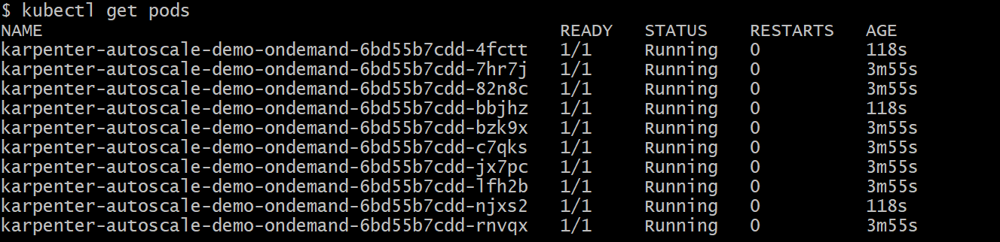 $ kubectl get pods
NAME READY STATUS RESTARTS AGE
karpenter-autoscale-demo-ondemand-6bd55b7cdd-4fctt 1/1 Running 0 118s
karpenter-autoscale-demo-ondemand-6bd55b7cdd-7hr7j 1/1 Running 0 3m55s
karpenter-autoscale-demo-ondemand-6bd55b7cdd-82n8c 1/1 Running 0 3m55s
karpenter-autoscale-demo-ondemand-6bd55b7cdd-bbjhz 1/1 Running 0 118s
karpenter-autoscale-demo-ondemand-6bd55b7cdd-bzk9x 1/1 Running 0 3m55s
karpenter-autoscale-demo-ondemand-6bd55b7cdd-c7qks 1/1 Running 0 3m55s
karpenter-autoscale-demo-ondemand-6bd55b7cdd-jx7pc 1/1 Running 0 3m55s
karpenter-autoscale-demo-ondemand-6bd55b7cdd-lfh2b 1/1 Running 0 3m55s
karpenter-autoscale-demo-ondemand-6bd55b7cdd-njxs2 1/1 Running 0 118s
karpenter-autoscale-demo-ondemand-6bd55b7cdd-rnvqx 1/1 Running 0 3m55s